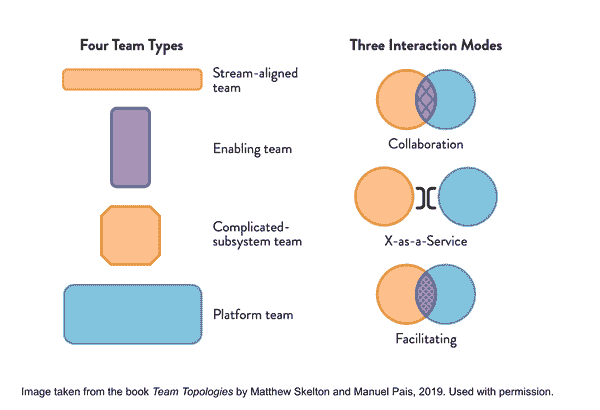 Four Team Types
Stream-aligned
team
Enabling team
Complicated-
subsystem team
Platform team
Three Interaction Modes
Collaboration
X-as-a-Service
Facilitating
Image taken from the book Team Topologies by Matthew Skelton and Manuel Pais, 2019. Used with permission.